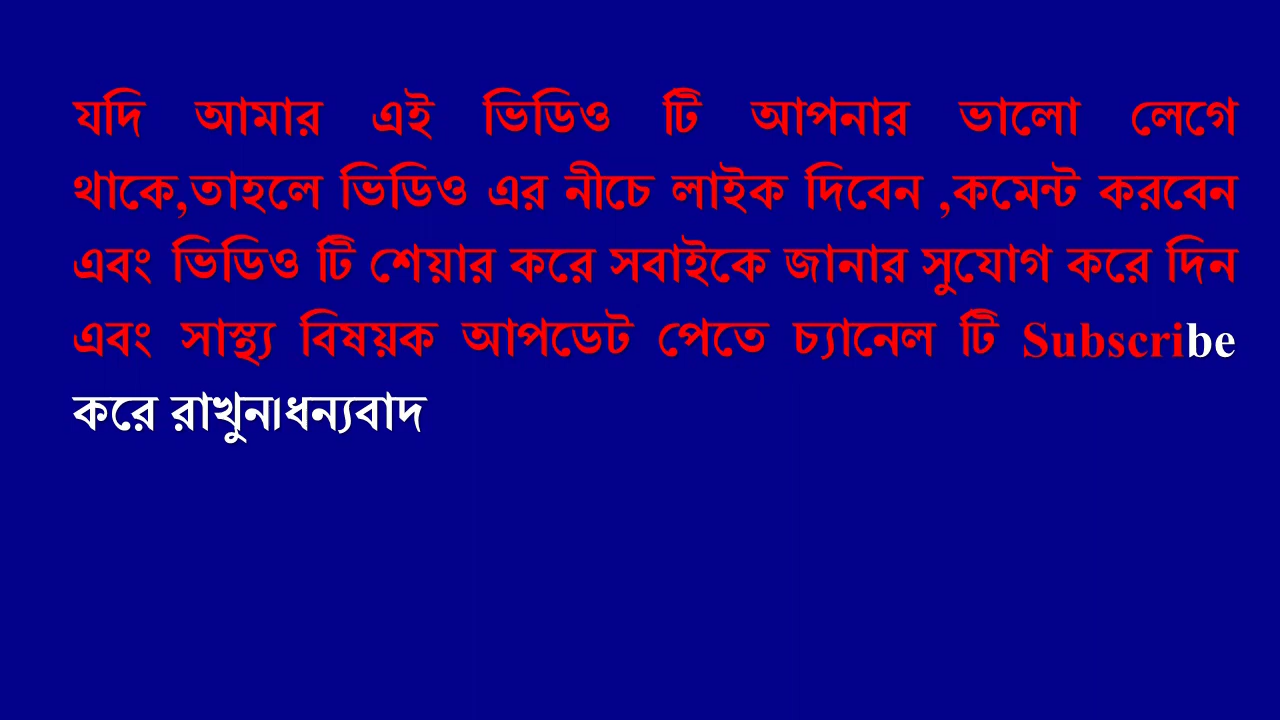 যদি আমার এই ভিডিও টি আপনার ভালো লেগে
থাকে,তাহলে ভিডিও এর নীচে লাইক দিবেন ,কমেন্ট করবেন
এবং ভিডিও টি শেয়ার করে সবাইকে জানার সুযোগ করে দিন
এবং সাস্থ্য বিষয়ক আপডেট পেতে চ্যানেল টি Subscribe
করে রাখুন।ধন্যবাদ